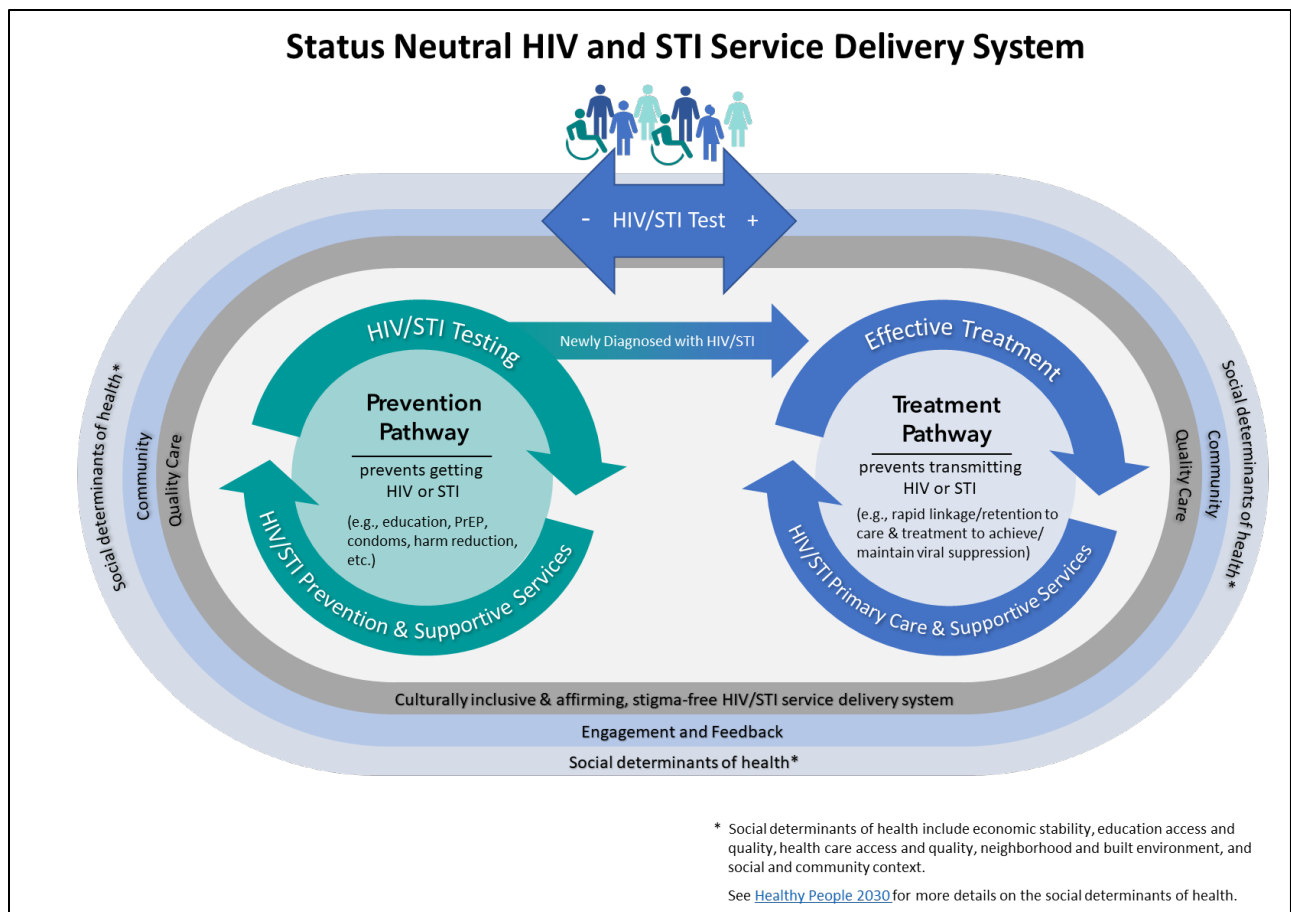 Status Neutral HIV and STI Service Delivery System
- HIV/STI Test +
HIV/STI Testing
Newly Diagnosed with HIV/STI
Effective Treatment
Prevention
Pathway
prevents getting
HIV or STI
(e.g., education, PrEP,
condoms, harm reduction,
etc.)
HIV/STI Prevention & Supportive Services
Treatment
Pathway
prevents transmitting
HIV or STI
(e.g., rapid linkage/retention to
care & treatment to achieve/
maintain viral suppression)
HIV/STI Primary Care & Supportive Services
Social determinants of health*
Community
Quality Care
Quality Care
Community
Social determinants of health*
Culturally inclusive & affirming, stigma-free HIV/STI service delivery system
Engagement and Feedback
Social determinants of health*
* Social determinants of health include economic stability, education access and
quality, health care access and quality, neighborhood and built environment, and
social and community context.
See Healthy People 2030 for more details on the social determinants of health.